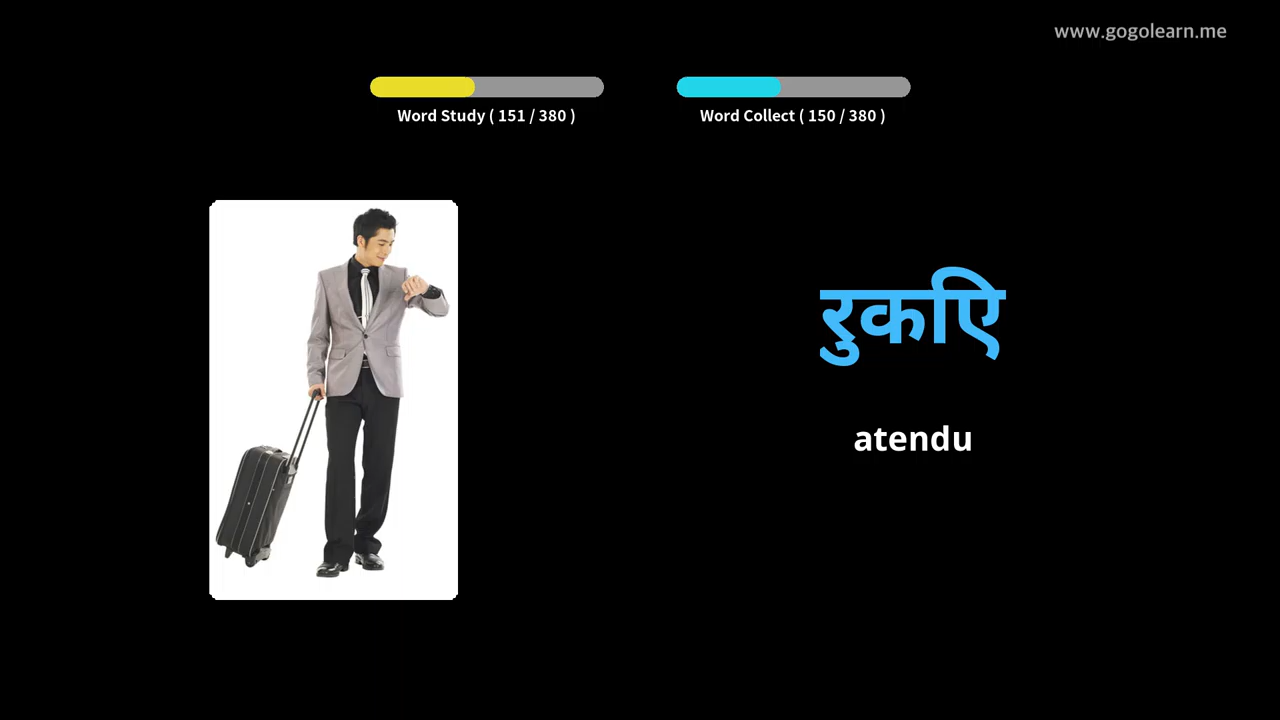 www.gogolearn.me
Word Study ( 151 / 380 )
Word Collect ( 150 / 380 )
रुकिए
atendu